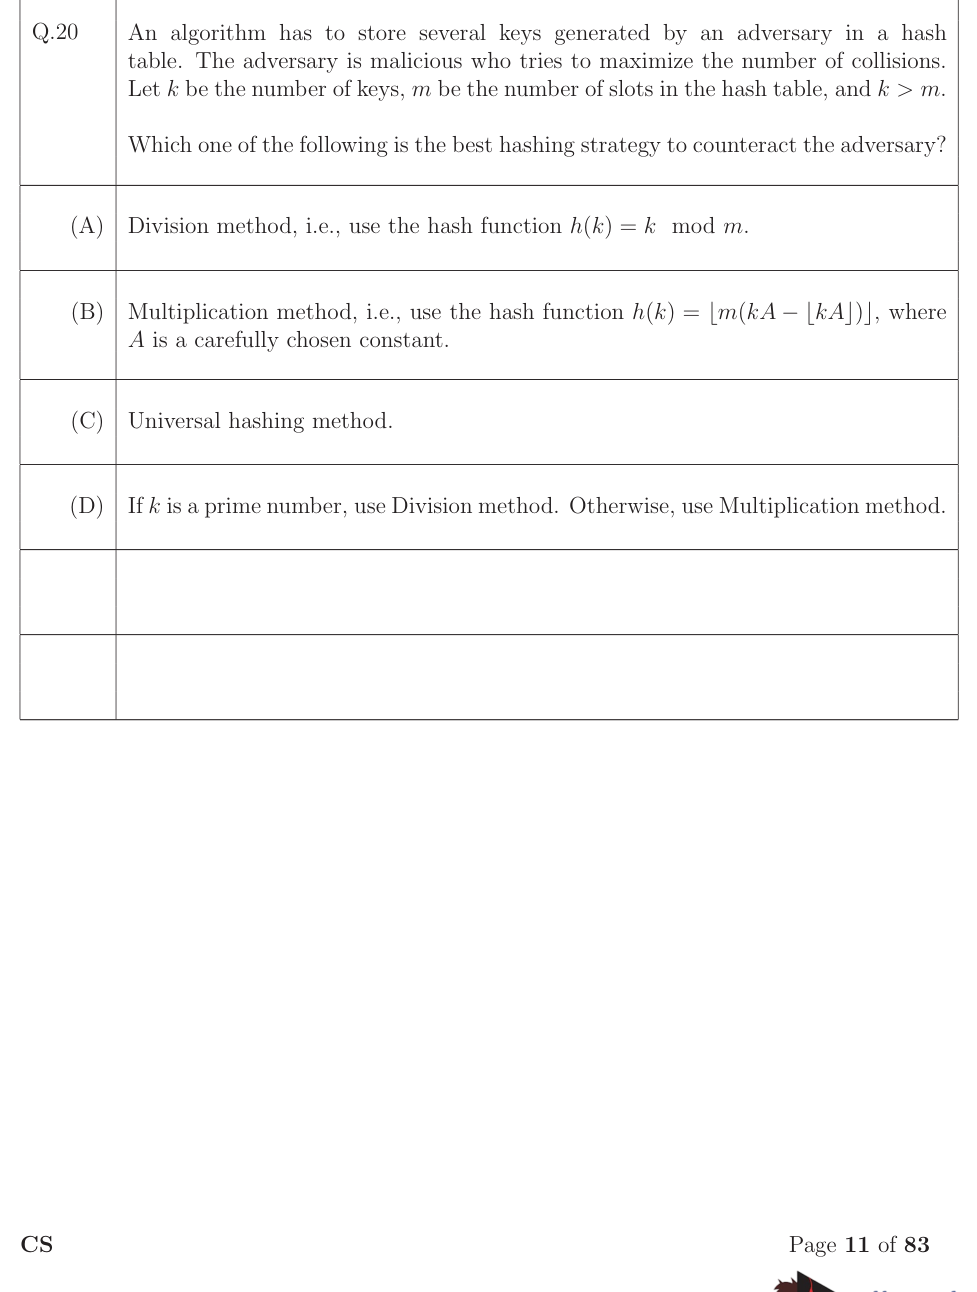 Q.20 An algorithm has to store several keys generated by an adversary in a hash
table. The adversary is malicious who tries to maximize the number of collisions.
Let k be the number of keys, m be the number of slots in the hash table, and k > m.
Which one of the following is the best hashing strategy to counteract the adversary?
(A) Division method, i.e., use the hash function h(k) = k mod m.
(B) Multiplication method, i.e., use the hash function h(k) = ⌊m(kA − ⌊kA⌋)⌋, where
A is a carefully chosen constant.
(C) Universal hashing method.
(D) If k is a prime number, use Division method. Otherwise, use Multiplication method.
CS Page 11 of 83